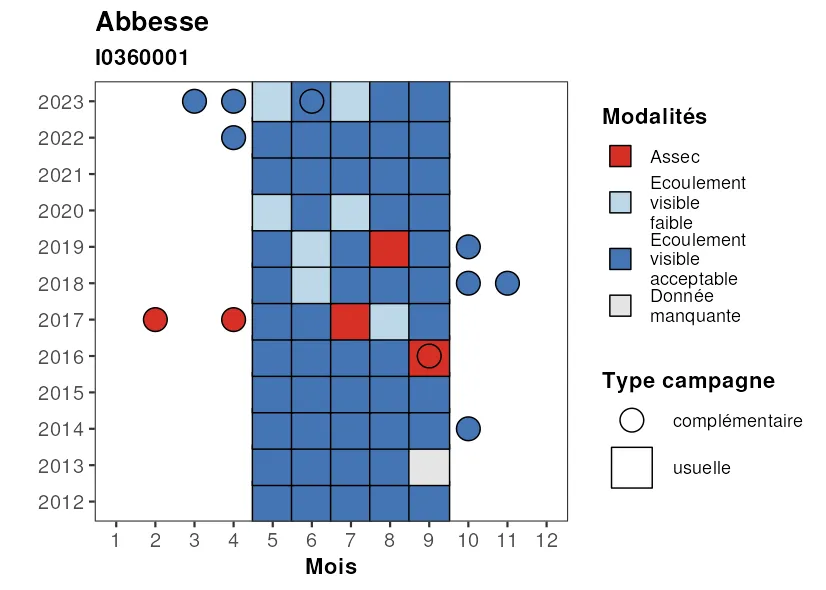 Abbesse
I0360001
2023
2022
2021
2020
2019
2018
2017
2016
2015
2014
2013
2012
1 2 3 4 5 6 7 8 9 10 11 12
Mois
Modalités
Assec
Ecoulement
visible
faible
Ecoulement
visible
acceptable
Donnée
manquante
Type campagne
complémentaire
usuelle